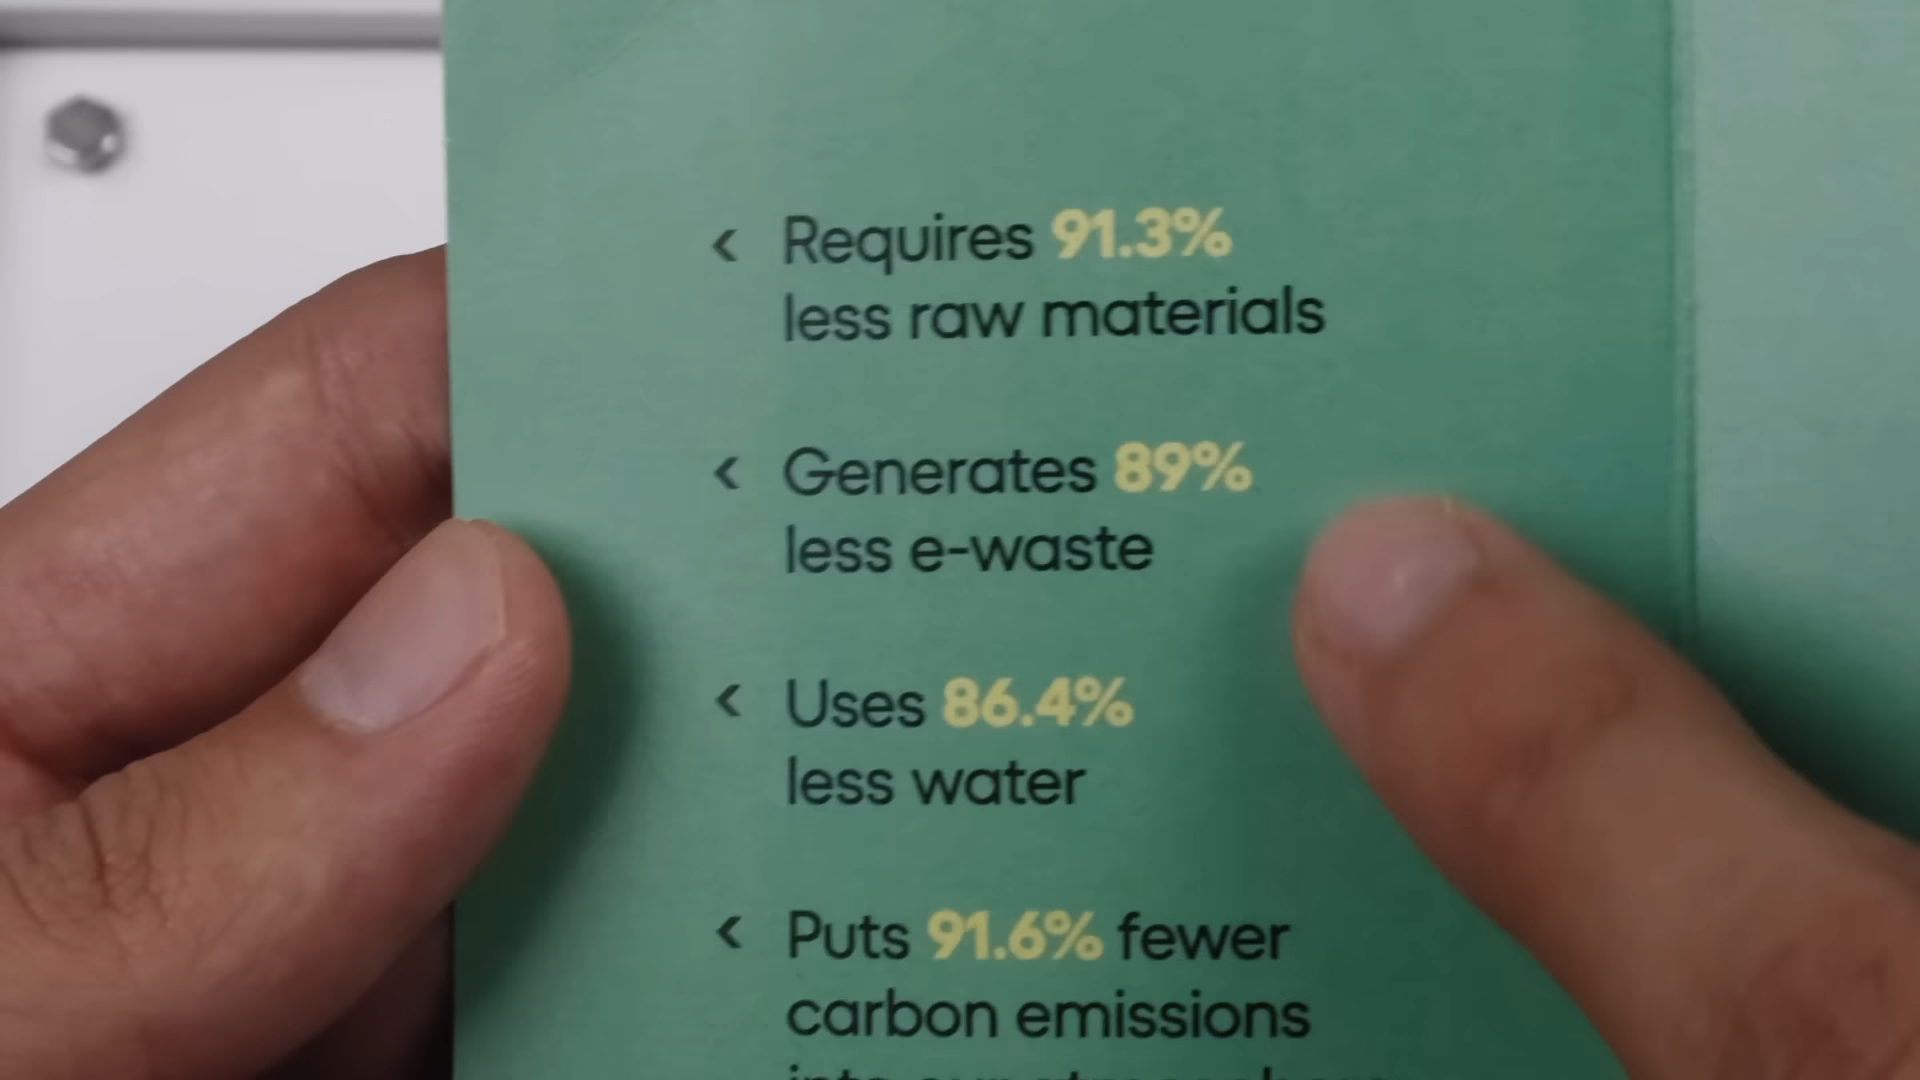 < Requires 91.3%
less raw materials
< Generates 89%
less e-waste
< Uses 86.4%
less water
< Puts 91.6% fewer
carbon emissions